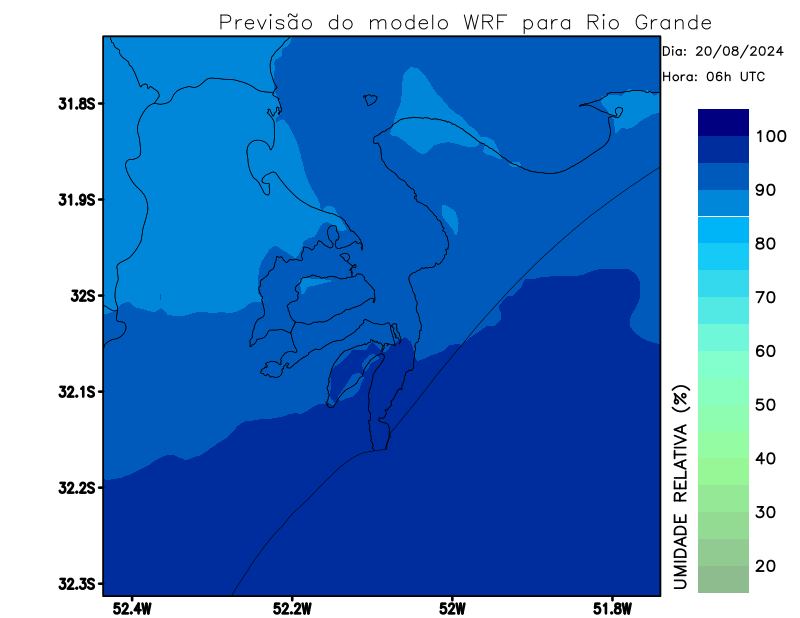 Previsão do modelo WRF para Rio Grande
Dia: 20/08/2024
Hora: 06h UTC
31.8S
31.9S
32S
32.1S
32.2S
32.3S
52.4W
52.2W
52W
51.8W
100
90
80
70
60
50
40
30
20
UMIDADE RELATIVA (%)